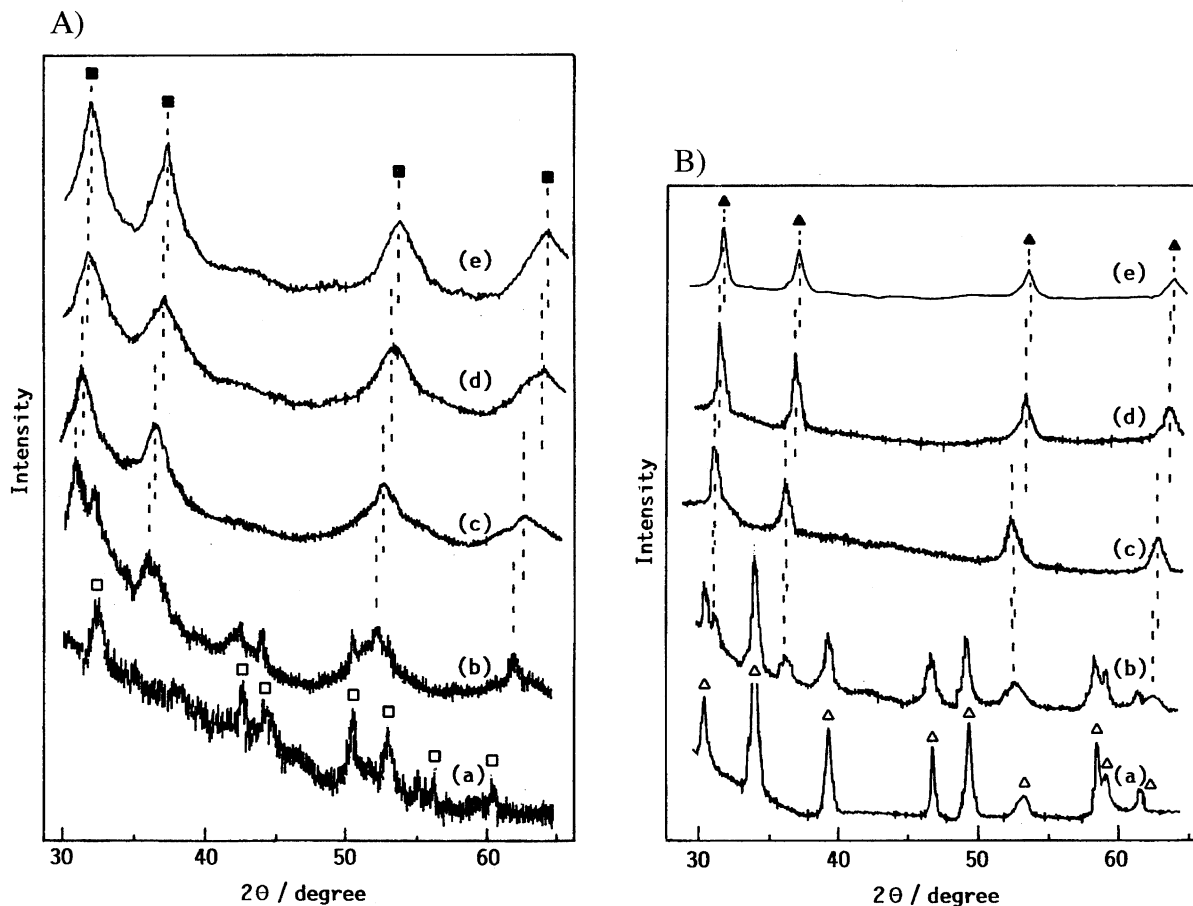 A)
(e)
(d)
(c)
(b)
(a)
Intensity
30 40 50 60
2Θ / degree
B)
(e)
(d)
(c)
(b)
(a)
Intensity
30 40 50 60
2Θ / degree